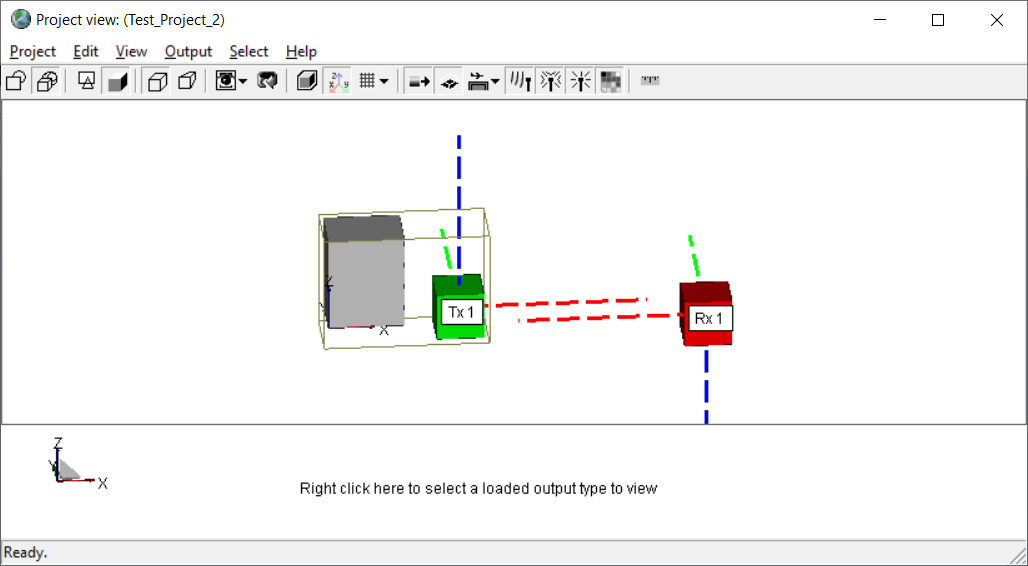 Project view: (Test_Project_2)
Project Edit View Output Select Help
Z
X
Tx 1
Rx 1
Z
Y
X
Right click here to select a loaded output type to view
Ready.